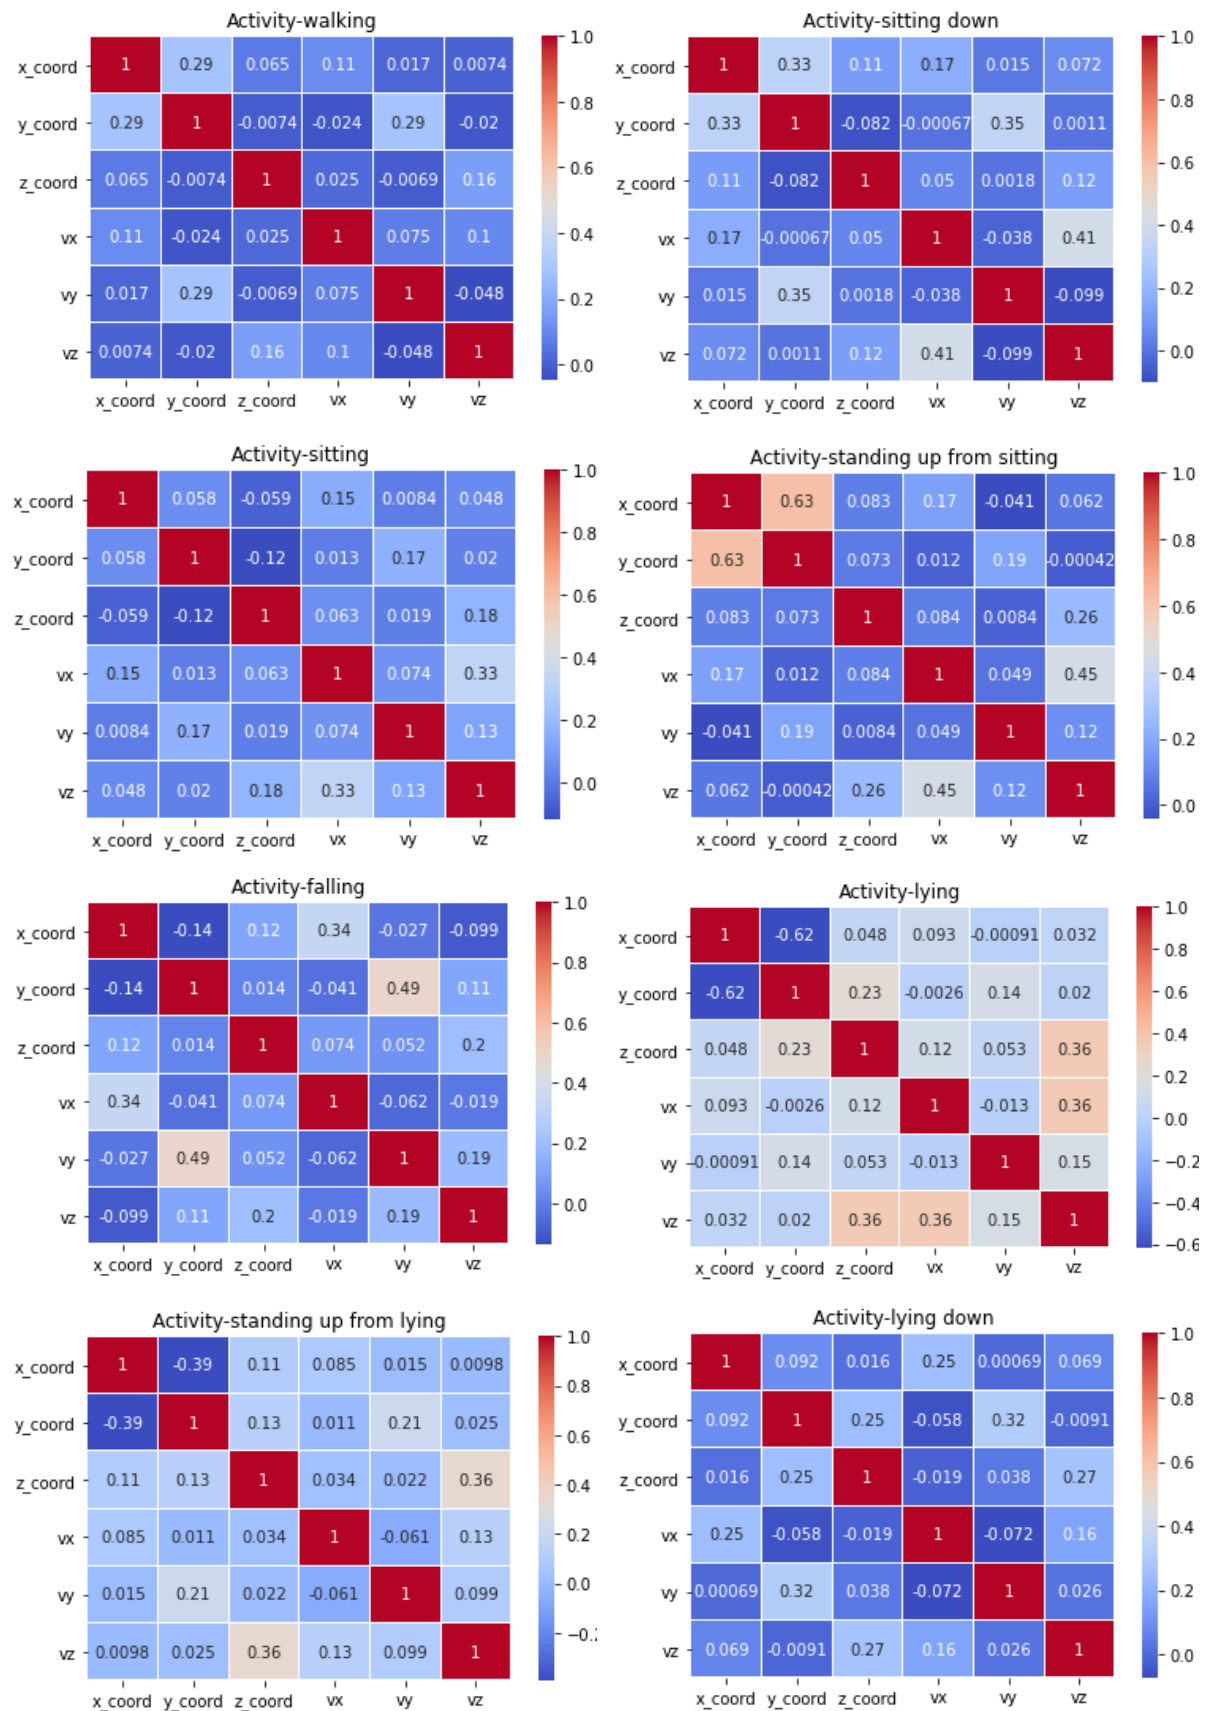 Activity-walking
x_coord 1 0.29 0.065 0.11 0.017 0.0074
y_coord 0.29 1 -0.0074 -0.024 0.29 -0.02
z_coord 0.065 -0.0074 1 0.025 -0.0069 0.16
vx 0.11 -0.024 0.025 1 0.075 0.1
vy 0.017 0.29 -0.0069 0.075 1 -0.048
vz 0.0074 -0.02 0.16 0.1 -0.048 1
x_coord y_coord z_coord vx vy vz
1.0
0.8
0.6
0.4
0.2
0.0
Activity-sitting down
x_coord 1 0.33 0.11 0.17 0.015 0.072
y_coord 0.33 1 -0.082 -0.00067 0.35 0.0011
z_coord 0.11 -0.082 1 0.05 0.0018 0.12
vx 0.17 -0.00067 0.05 1 -0.038 0.41
vy 0.015 0.35 0.0018 -0.038 1 -0.099
vz 0.072 0.0011 0.12 0.41 -0.099 1
x_coord y_coord z_coord vx vy vz
1.0
0.8
0.6
0.4
0.2
0.0
Activity-sitting
x_coord 1 0.058 -0.059 0.15 0.0084 0.048
y_coord 0.058 1 -0.12 0.013 0.17 0.02
z_coord -0.059 -0.12 1 0.063 0.019 0.18
vx 0.15 0.013 0.063 1 0.074 0.33
vy 0.0084 0.17 0.019 0.074 1 0.13
vz 0.048 0.02 0.18 0.33 0.13 1
x_coord y_coord z_coord vx vy vz
1.0
0.8
0.6
0.4
0.2
0.0
Activity-standing up from sitting
x_coord 1 0.63 0.083 0.17 -0.041 0.062
y_coord 0.63 1 0.073 0.012 0.19 -0.00042
z_coord 0.083 0.073 1 0.084 0.0084 0.26
vx 0.17 0.012 0.084 1 0.049 0.45
vy -0.041 0.19 0.0084 0.049 1 0.12
vz 0.062 -0.00042 0.26 0.45 0.12 1
x_coord y_coord z_coord vx vy vz
1.0
0.8
0.6
0.4
0.2
0.0
Activity-falling
x_coord 1 -0.14 0.12 0.34 -0.027 -0.099
y_coord -0.14 1 0.014 -0.041 0.49 0.11
z_coord 0.12 0.014 1 0.074 0.052 0.2
vx 0.34 -0.041 0.074 1 -0.062 -0.019
vy -0.027 0.49 0.052 -0.062 1 0.19
vz -0.099 0.11 0.2 -0.019 0.19 1
x_coord y_coord z_coord vx vy vz
1.0
0.8
0.6
0.4
0.2
0.0
Activity-lying
x_coord 1 -0.62 0.048 0.093 -0.00091 0.032
y_coord -0.62 1 0.23 -0.0026 0.14 0.02
z_coord 0.048 0.23 1 0.12 0.053 0.36
vx 0.093 -0.0026 0.12 1 -0.013 0.36
vy -0.00091 0.14 0.053 -0.013 1 0.15
vz 0.032 0.02 0.36 0.36 0.15 1
x_coord y_coord z_coord vx vy vz
1.0
0.8
0.6
0.4
0.2
0.0
−0.2
−0.4
−0.6
Activity-standing up from lying
x_coord 1 -0.39 0.11 0.085 0.015 0.0098
y_coord -0.39 1 0.13 0.011 0.21 0.025
z_coord 0.11 0.13 1 0.034 0.022 0.36
vx 0.085 0.011 0.034 1 -0.061 0.13
vy 0.015 0.21 0.022 -0.061 1 0.099
vz 0.0098 0.025 0.36 0.13 0.099 1
x_coord y_coord z_coord vx vy vz
1.0
0.8
0.6
0.4
0.2
0.0
Activity-lying down
x_coord 1 0.092 0.016 0.25 0.00069 0.069
y_coord 0.092 1 0.25 -0.058 0.32 -0.0091
z_coord 0.016 0.25 1 -0.019 0.038 0.27
vx 0.25 -0.058 -0.019 1 -0.072 0.16
vy 0.00069 0.32 0.038 -0.072 1 0.026
vz 0.069 -0.0091 0.27 0.16 0.026 1
x_coord y_coord z_coord vx vy vz
1.0
0.8
0.6
0.4
0.2
0.0